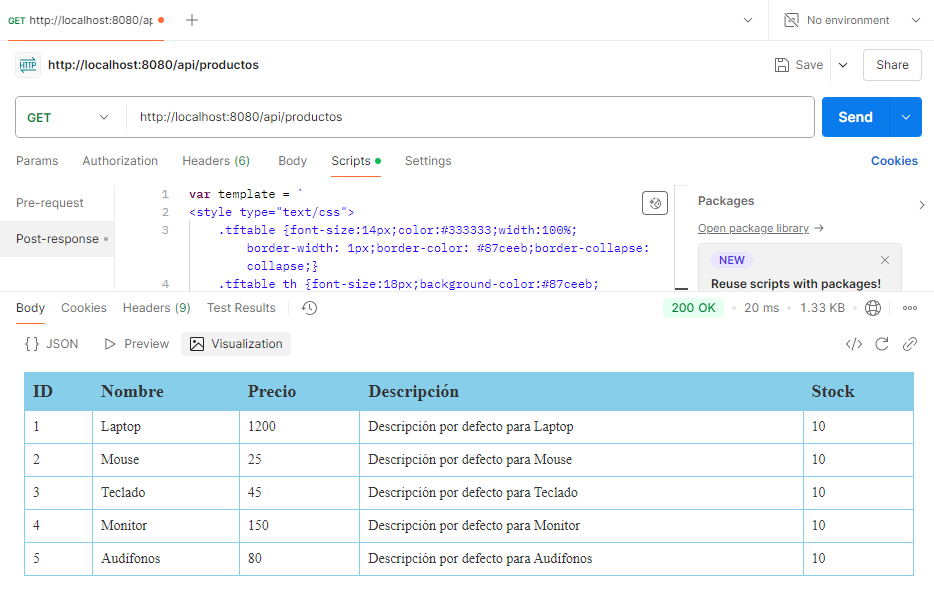 GET http://localhost:8080/ap
No environment
HTTP http://localhost:8080/api/productos
Save
Share
GET http://localhost:8080/api/productos
Send
Params Authorization Headers (6) Body Scripts Settings
Cookies
Pre-request
Post-response
1 var template = `
2 <style type="text/css">
3 .tftable {font-size:14px;color:#333333;width:100%;
border-width: 1px;border-color: #87ceeb;border-collapse:
collapse;}
4 .tftable th {font-size:18px;background-color:#87ceeb;
Packages
Open package library →
NEW
Reuse scripts with packages!
Body Cookies Headers (9) Test Results
200 OK • 20 ms • 1.33 KB
{} JSON Preview Visualization
</>
ID Nombre Precio Descripción Stock
1 Laptop 1200 Descripción por defecto para Laptop 10
2 Mouse 25 Descripción por defecto para Mouse 10
3 Teclado 45 Descripción por defecto para Teclado 10
4 Monitor 150 Descripción por defecto para Monitor 10
5 Audífonos 80 Descripción por defecto para Audífonos 10